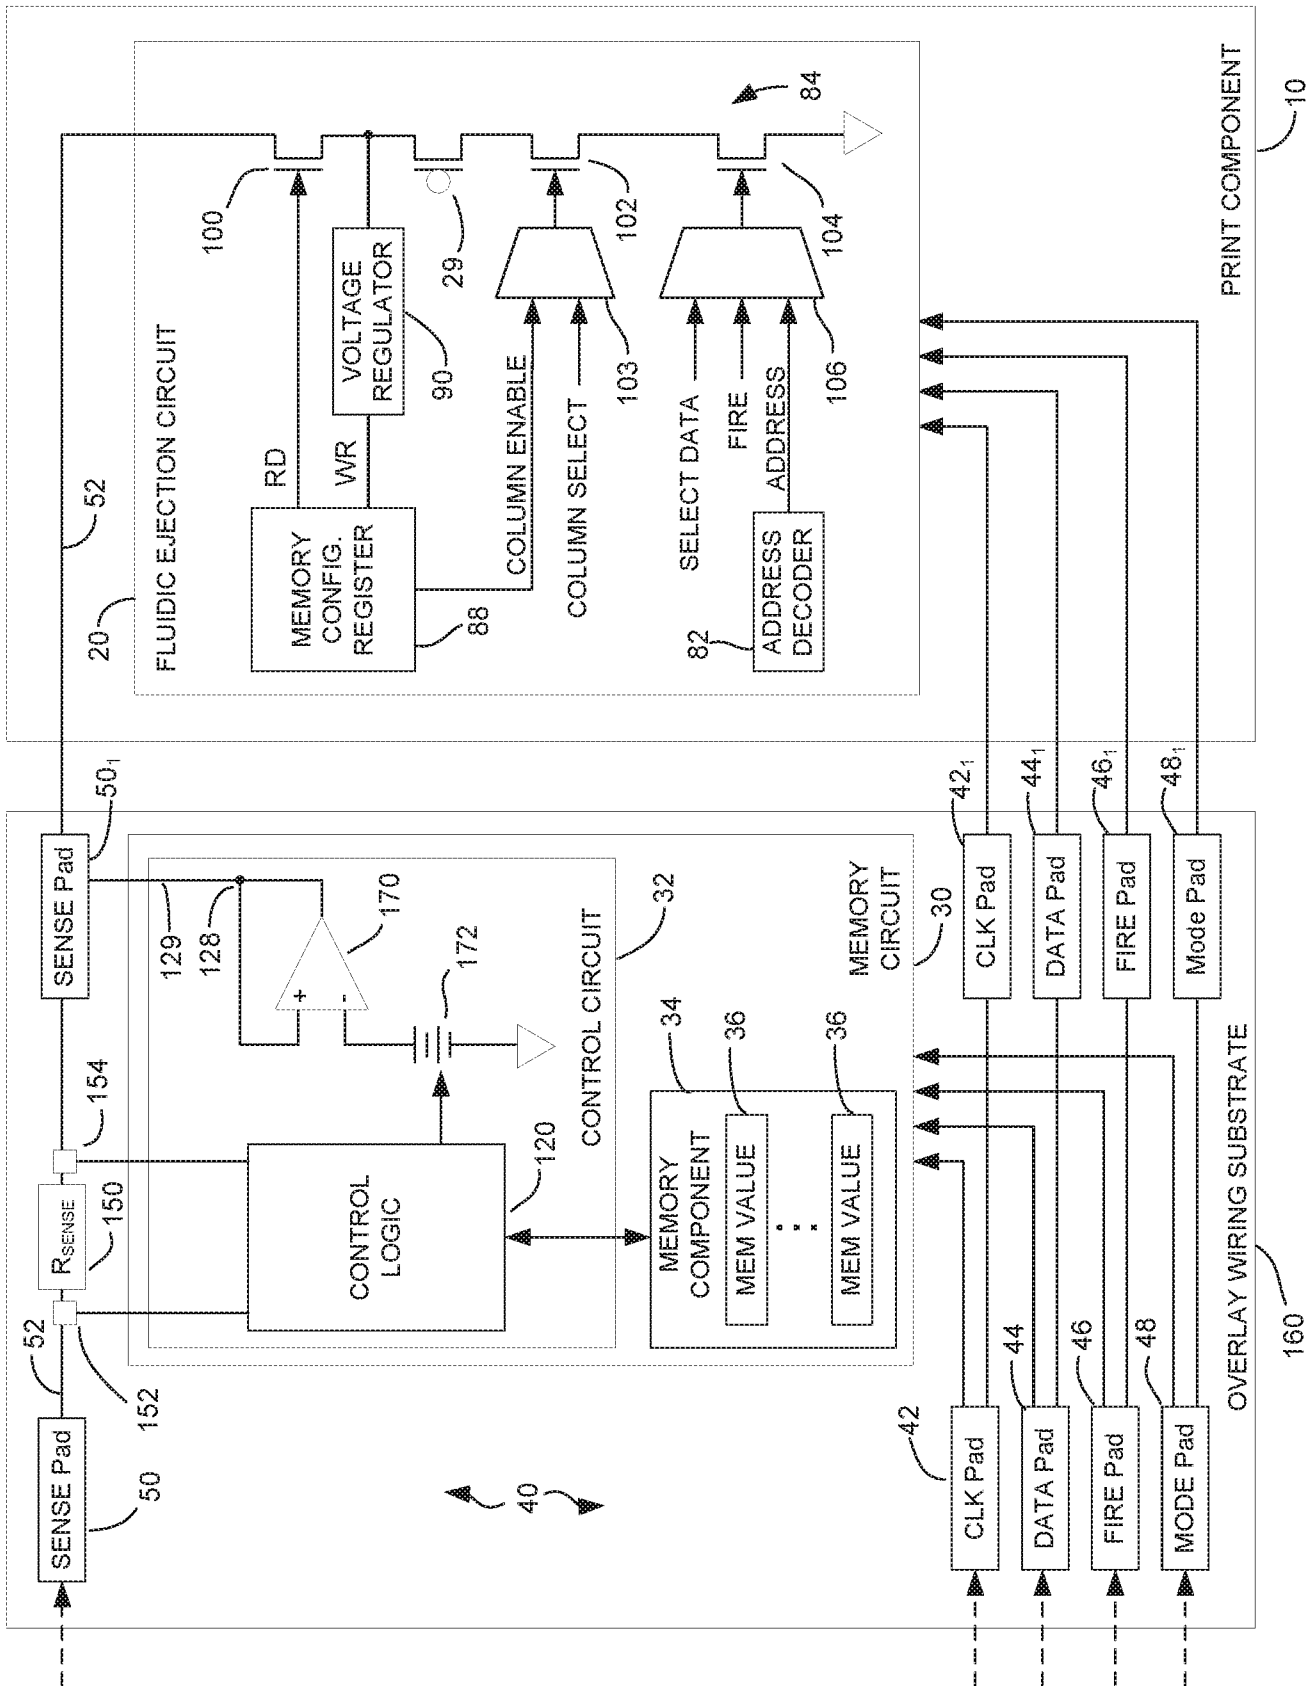 SENSE Pad
50
52
152
R_SENSE
150
154
SENSE Pad
50₁
52
129
128
170
+
-
172
CONTROL
LOGIC
120
CONTROL CIRCUIT
32
MEMORY
COMPONENT
34
MEM VALUE
36
MEM VALUE
36
MEMORY
CIRCUIT
30
40
CLK Pad
42
DATA Pad
44
FIRE Pad
46
MODE Pad
48
CLK Pad
42₁
DATA Pad
44₁
FIRE Pad
46₁
Mode Pad
48₁
OVERLAY WIRING SUBSTRATE
160
20
FLUIDIC EJECTION CIRCUIT
MEMORY
CONFIG.
REGISTER
88
RD
WR
100
VOLTAGE
REGULATOR
90
29
COLUMN ENABLE
COLUMN SELECT
103
102
SELECT DATA
FIRE
ADDRESS
106
104
82
ADDRESS
DECODER
84
PRINT COMPONENT
10